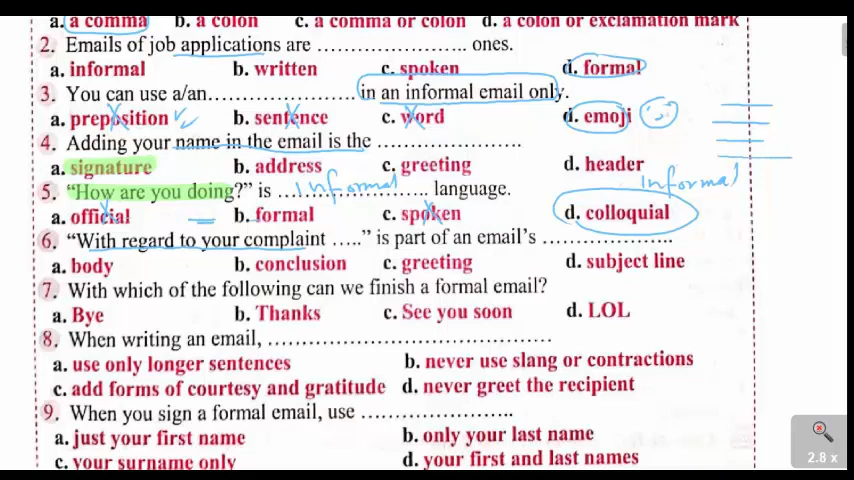 a. a comma b. a colon c. a comma or colon d. a colon or exclamation mark
2. Emails of job applications are ........................ ones.
a. informal b. written c. spoken d. formal
3. You can use a/an........................ in an informal email only.
a. preposition b. sentence c. word d. emoji
4. Adding your name in the email is the ........................
a. signature b. address c. greeting d. header
informal
5. "How are you doing?" is ....informal.................... language.
a. official b. formal c. spoken d. colloquial
6. "With regard to your complaint ....." is part of an email's ......................
a. body b. conclusion c. greeting d. subject line
7. With which of the following can we finish a formal email?
a. Bye b. Thanks c. See you soon d. LOL
8. When writing an email, ................................................
a. use only longer sentences b. never use slang or contractions
c. add forms of courtesy and gratitude d. never greet the recipient
9. When you sign a formal email, use ..........................
a. just your first name b. only your last name
c. your surname only d. your first and last names
2.8 x